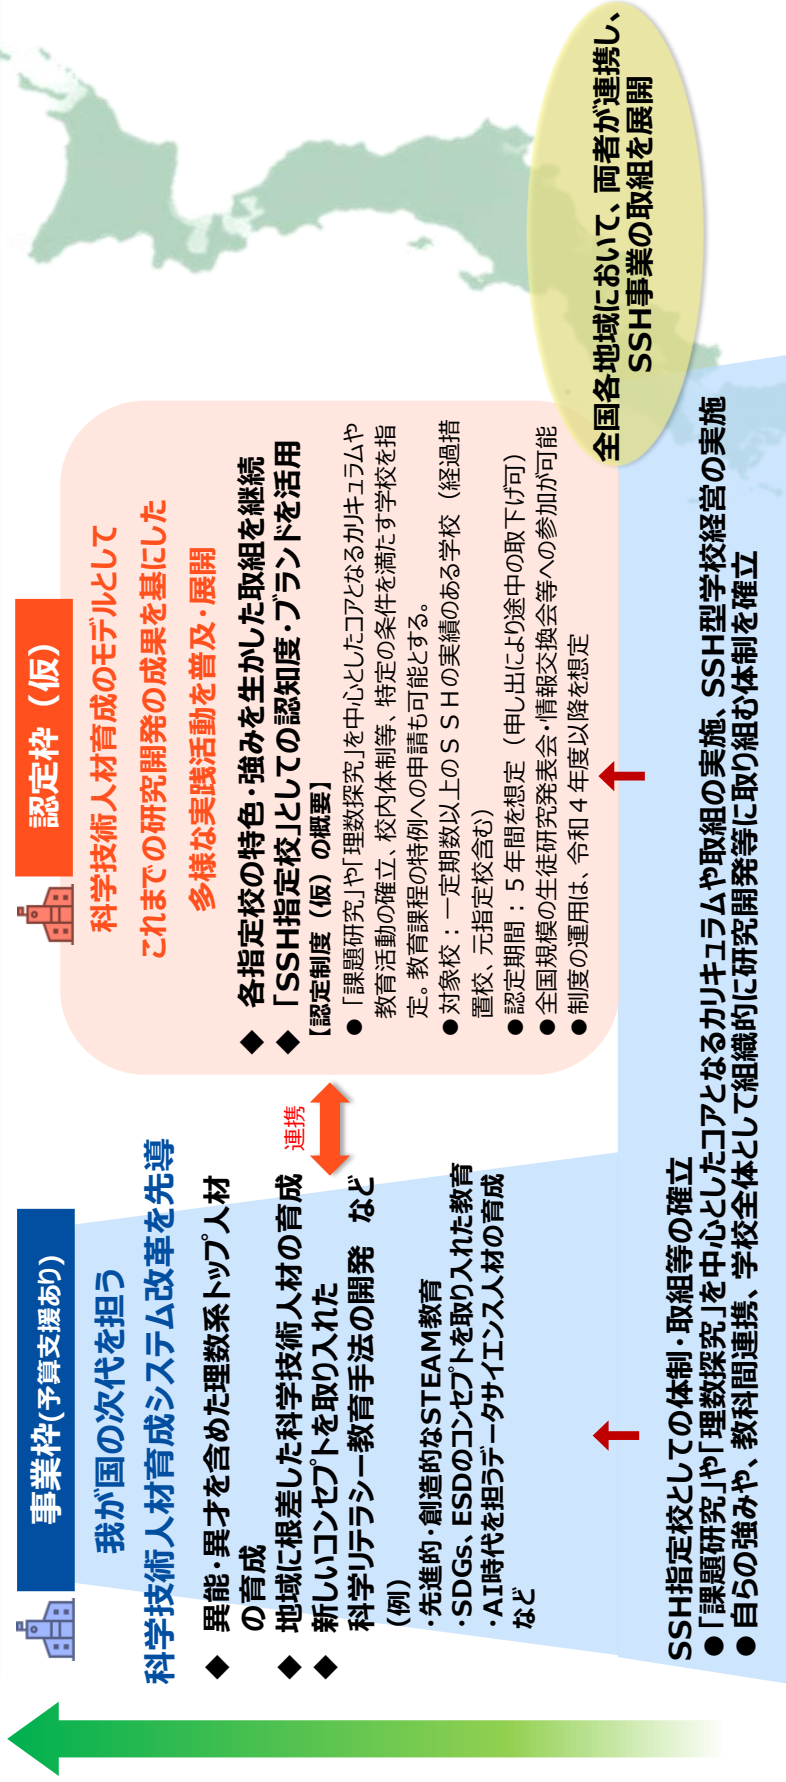 事業枠(予算支援あり)
我が国の次代を担う
科学技術人材育成システム改革を先導
◆ 異能・異才を含めた理数系トップ人材
の育成
◆ 地域に根差した科学技術人材の育成
◆ 新しいコンセプトを取り入れた
科学リテラシー教育手法の開発 など
(例)
・先進的・創造的なSTEAM教育
・SDGs、ESDのコンセプトを取り入れた教育
・AI時代を担うデータサイエンス人材の育成
など
連携
認定枠（仮）
科学技術人材育成のモデルとして
これまでの研究開発の成果を基にした
多様な実践活動を普及・展開
◆ 各指定校の特色・強みを生かした取組を継続
◆ 「SSH指定校」としての認知度・ブランドを活用
【認定制度（仮）の概要】
●「課題研究」や「理数探究」を中心としたコアとなるカリキュラムや
教育活動の確立、校内体制等、特定の条件を満たす学校を指
定。教育課程の特例への申請も可能とする。
●対象校：一定期数以上のＳＳＨの実績のある学校（経過措
置校、元指定校含む）
●認定期間：５年間を想定（申し出により途中の取下げ可）
●全国規模の生徒研究発表会・情報交換会等への参加が可能
●制度の運用は、令和４年度以降を想定
全国各地域において、両者が連携し、
SSH事業の取組を展開
SSH指定校としての体制・取組等の確立
●「課題研究」や「理数探究」を中心としたコアとなるカリキュラムや取組の実施、SSH型学校経営の実施
●自らの強みや、教科間連携、学校全体として組織的に研究開発等に取り組む体制を確立